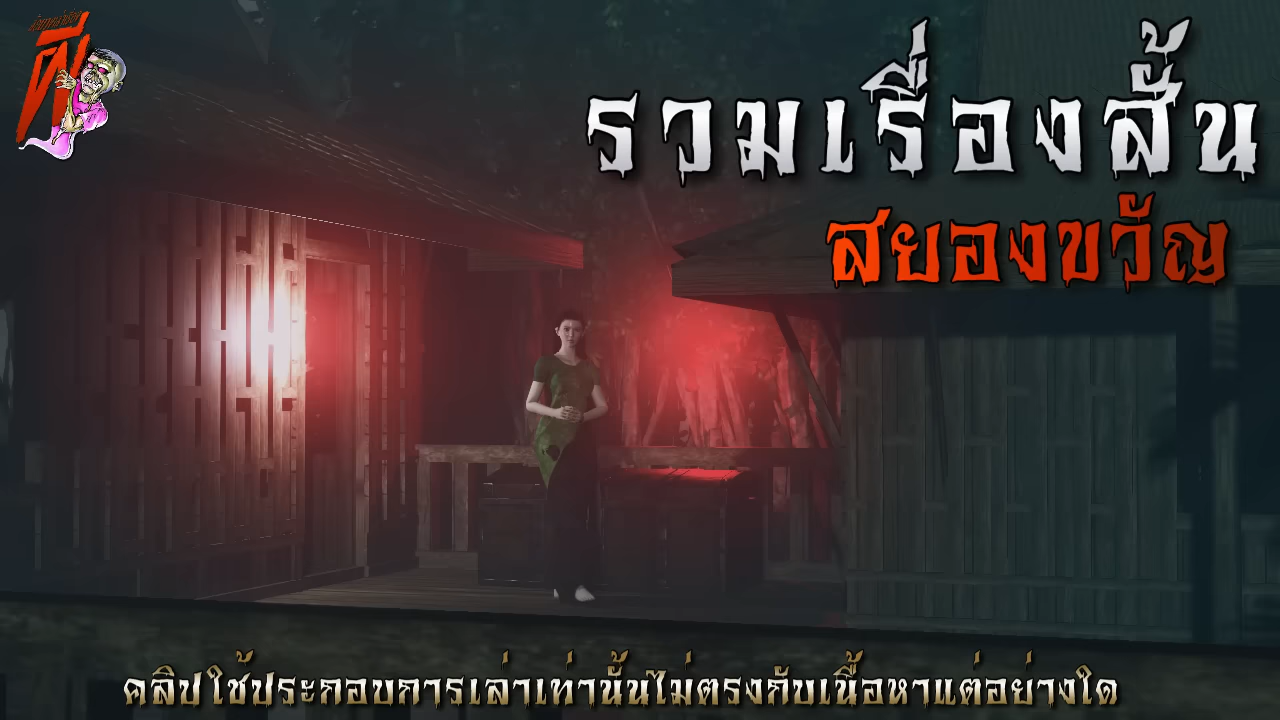 ผี
รวมเรื่องสั้น
สยองขวัญ
คลิปใช้ประกอบการเล่าเท่านั้นไม่ตรงกับเนื้อหาแต่อย่างใด